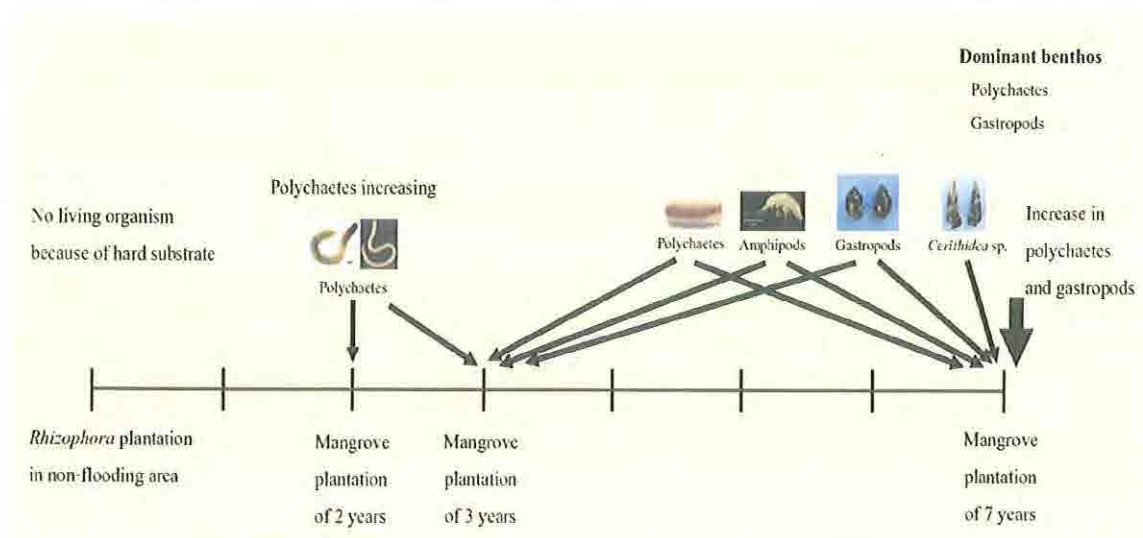 Dominant benthos
Polychaetes
Gastropods
Polychaetes increasing
No living organism
because of hard substrate
Polychaetes
Polychaetes
Amphipods
Gastropods
Cerithidea sp.
Increase in
polychaetes
and gastropods
Rhizophora plantation
in non-flooding area
Mangrove
plantation
of 2 years
Mangrove
plantation
of 3 years
Mangrove
plantation
of 7 years